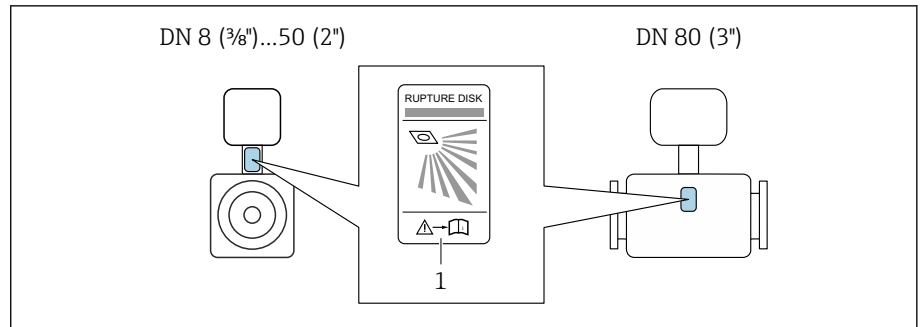 DN 8 (⅜")...50 (2")
DN 80 (3")
RUPTURE DISK
1